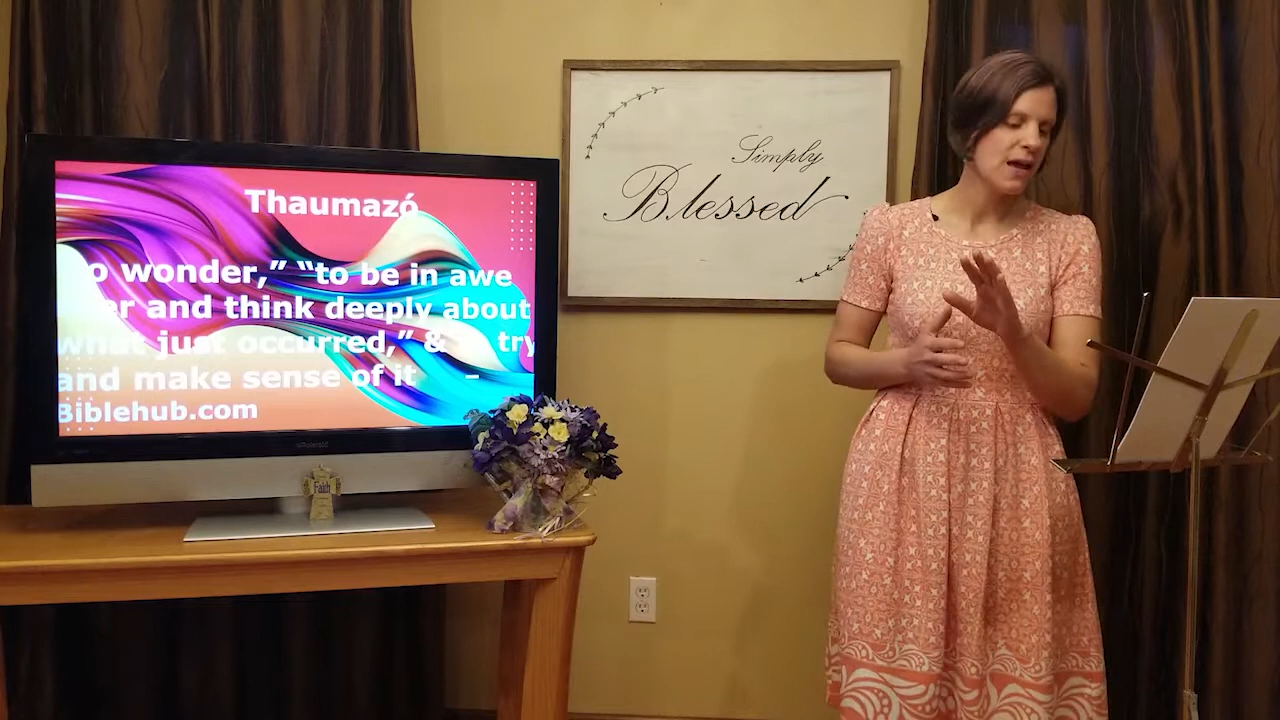 Thaumazó
o wonder,” “to be in awe
er and think deeply about
what just occurred,” & to try
and make sense of it –
Biblehub.com
Simply
Blessed
Faith